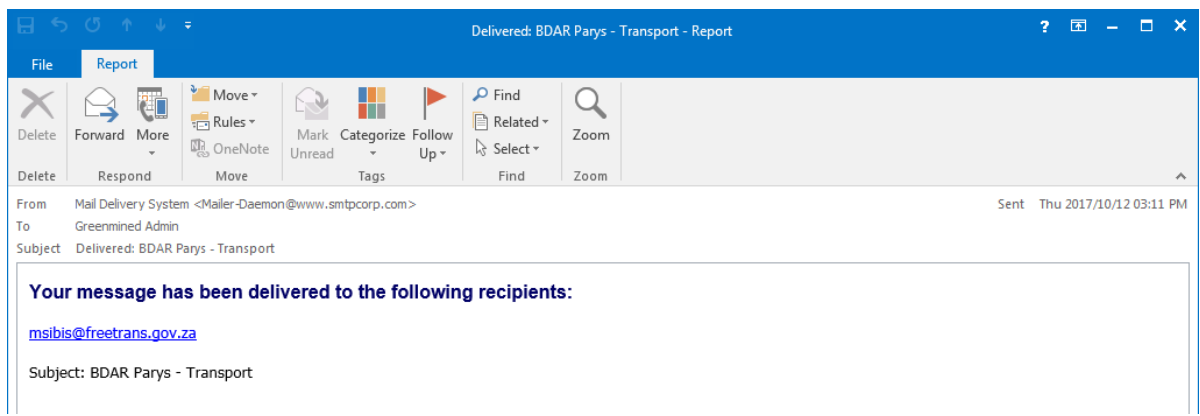 Delivered: BDAR Parys - Transport - Report
?
File Report
Delete
Forward More
Move
Rules
OneNote
Mark Unread
Categorize
Follow Up
Find
Related
Select
Zoom
Delete Respond Move Tags Find Zoom
From Mail Delivery System <Mailer-Daemon@www.smtpcorp.com> Sent Thu 2017/10/12 03:11 PM
To Greenmined Admin
Subject Delivered: BDAR Parys - Transport
Your message has been delivered to the following recipients:
msibis@freetrans.gov.za
Subject: BDAR Parys - Transport